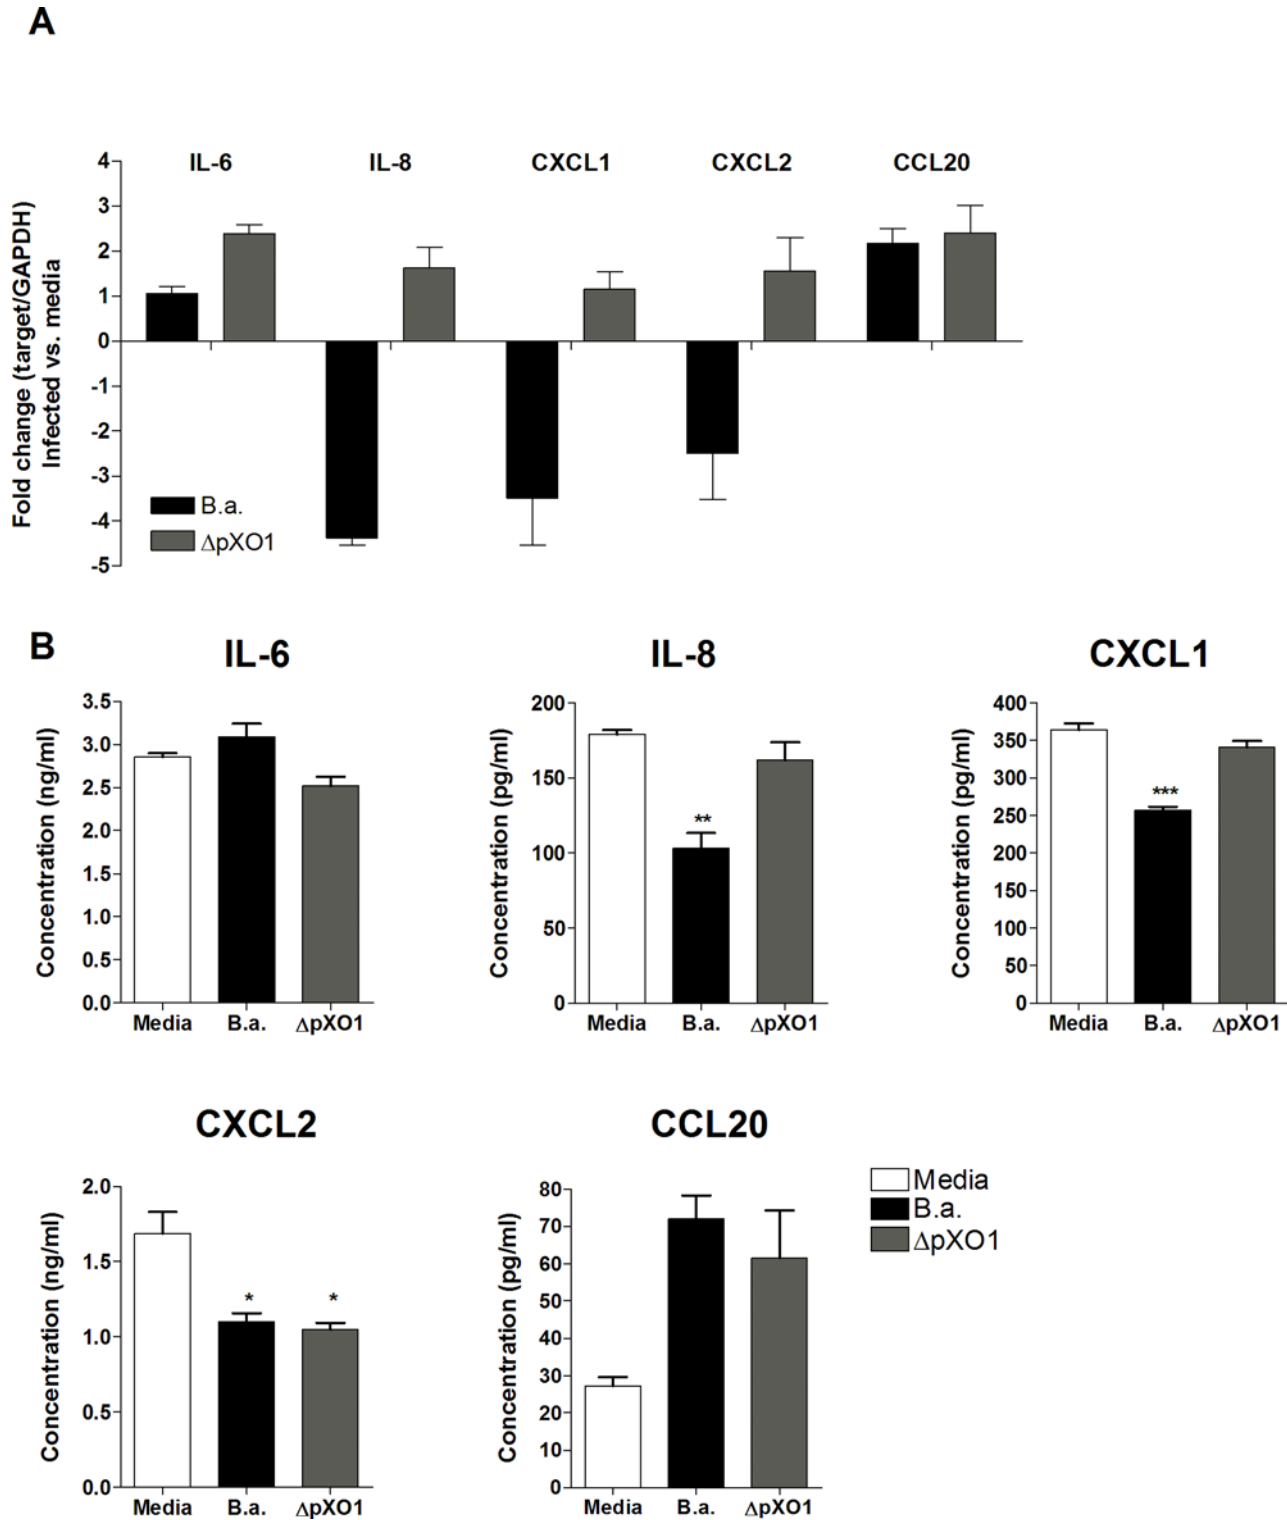 A
IL-6 IL-8 CXCL1 CXCL2 CCL20
Fold change (target/GAPDH)
Infected vs. media
4
3
2
1
0
-1
-2
-3
-4
-5
B.a.
ΔpXO1
B
IL-6
Concentration (ng/ml)
3.5
3.0
2.5
2.0
1.5
1.0
0.5
0.0
Media B.a. ΔpXO1
IL-8
Concentration (pg/ml)
200
150
100
50
0
**
Media B.a. ΔpXO1
CXCL1
Concentration (pg/ml)
400
350
300
250
200
150
100
50
0
***
Media B.a. ΔpXO1
CXCL2
Concentration (ng/ml)
2.0
1.5
1.0
0.5
0.0
* *
Media B.a. ΔpXO1
CCL20
Concentration (pg/ml)
80
70
60
50
40
30
20
10
0
Media B.a. ΔpXO1
Media
B.a.
ΔpXO1